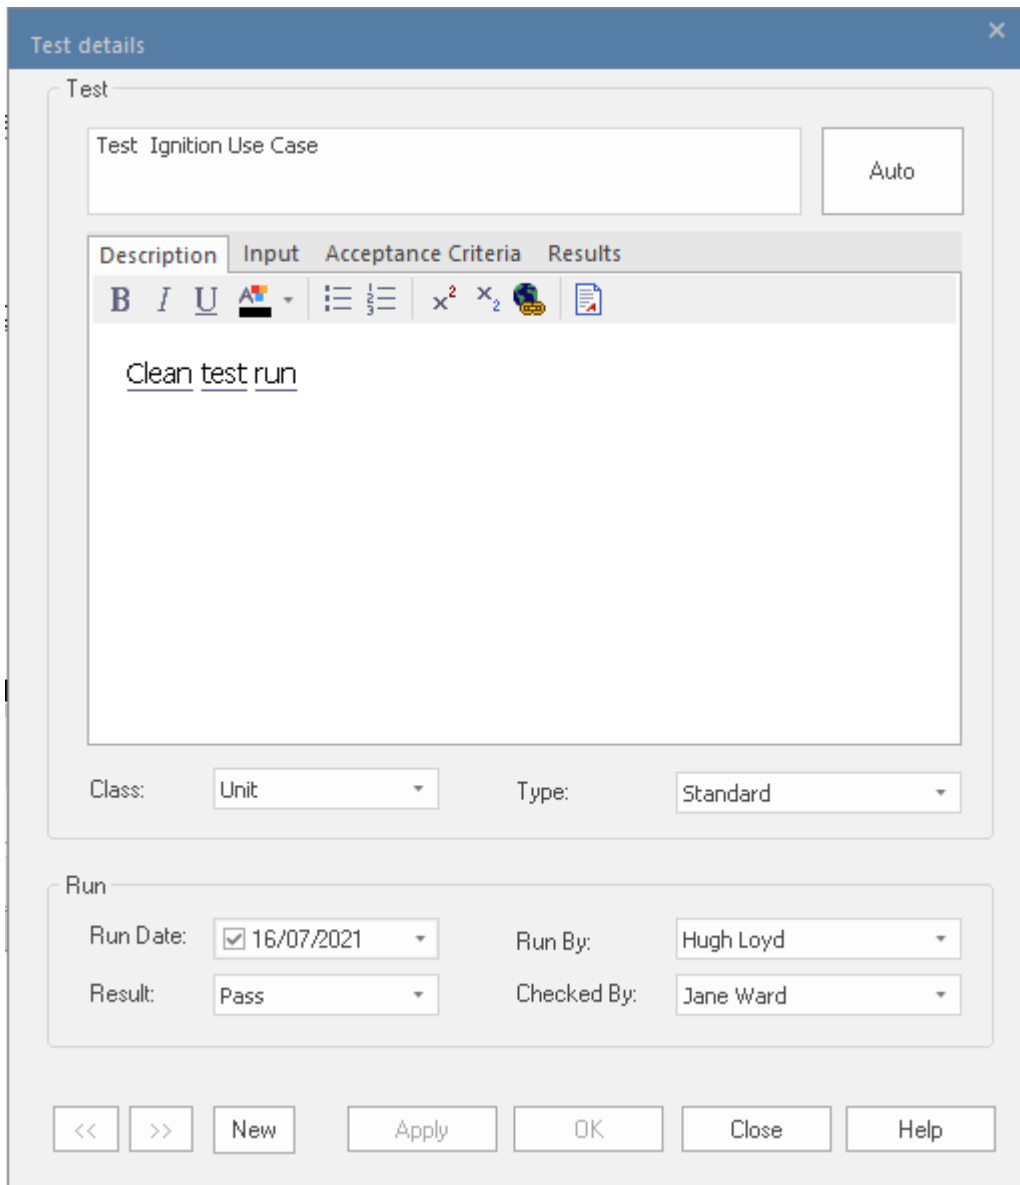 Test details
Test
Test  Ignition Use Case
Auto
Description Input Acceptance Criteria Results
B I U A x² x₂
Clean test run
Class: Unit Type: Standard
Run
Run Date: 16/07/2021 Run By: Hugh Loyd
Result: Pass Checked By: Jane Ward
<< >> New Apply OK Close Help